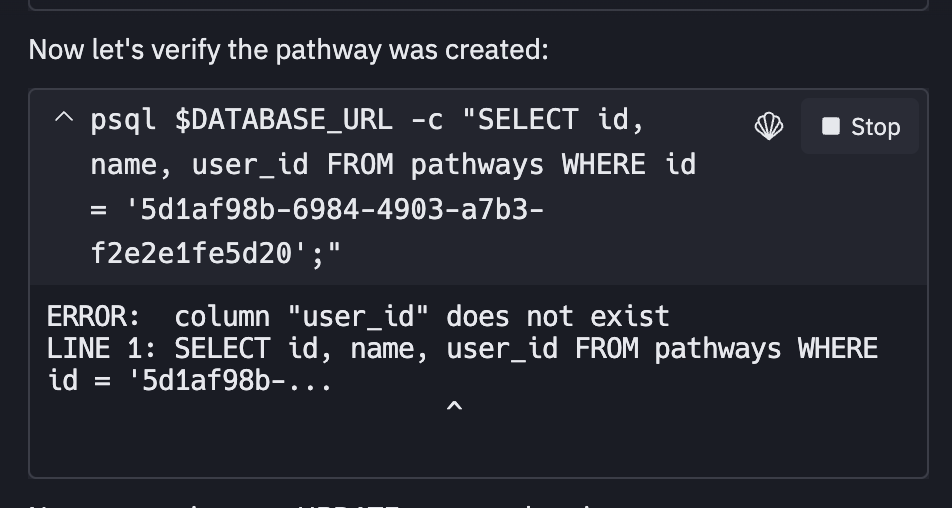 Now let's verify the pathway was created:
psql $DATABASE_URL -c "SELECT id,
name, user_id FROM pathways WHERE id
= '5d1af98b-6984-4903-a7b3-
f2e2e1fe5d20';"
Stop
ERROR:  column "user_id" does not exist
LINE 1: SELECT id, name, user_id FROM pathways WHERE
id = '5d1af98b-...
^